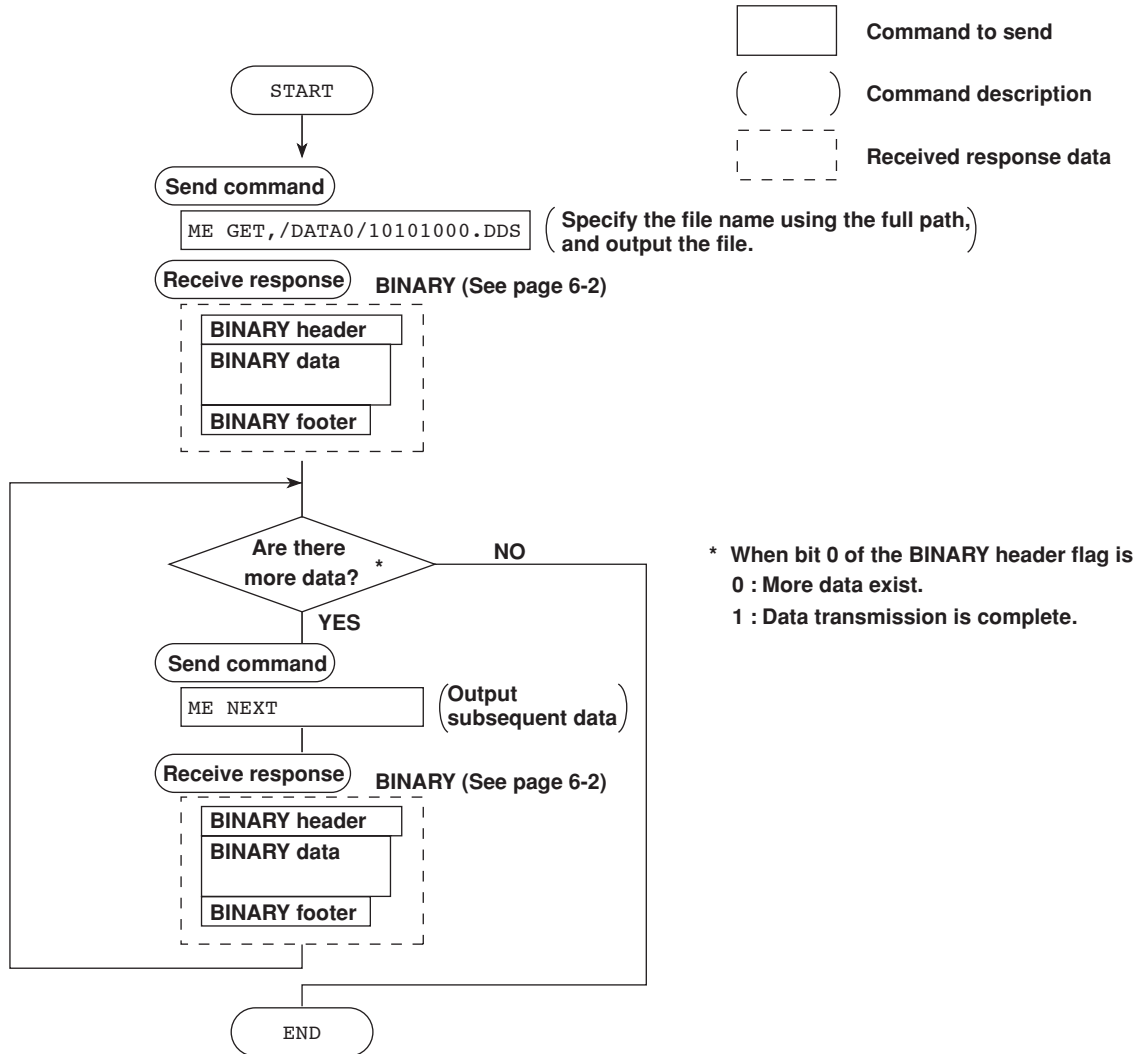 Command to send
START
Command description
Received response data
Send command
ME GET,/DATA0/10101000.DDS
Specify the file name using the full path,
and output the file.
Receive response
BINARY (See page 6-2)
BINARY header
BINARY data
BINARY footer
Are there
more data? *
NO
YES
* When bit 0 of the BINARY header flag is
0 : More data exist.
1 : Data transmission is complete.
Send command
ME NEXT
Output
subsequent data
Receive response
BINARY (See page 6-2)
BINARY header
BINARY data
BINARY footer
END